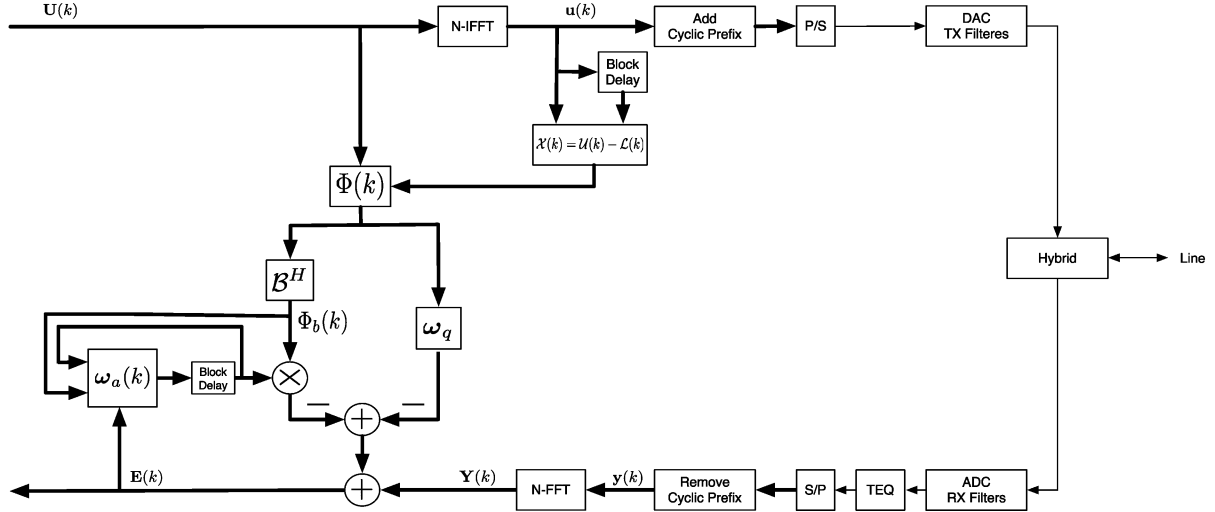 U(k)
N-IFFT
u(k)
Add
Cyclic Prefix
P/S
DAC
TX Filteres
Block
Delay
𝒳(k) = 𝒰(k) − ℒ(k)
Φ(k)
Hybrid
Line
ℬ^H
Φ_b(k)
ω_q
ω_a(k)
Block
Delay
×
−
−
+
E(k)
+
Y(k)
N-FFT
y(k)
Remove
Cyclic Prefix
S/P
TEQ
ADC
RX Filters